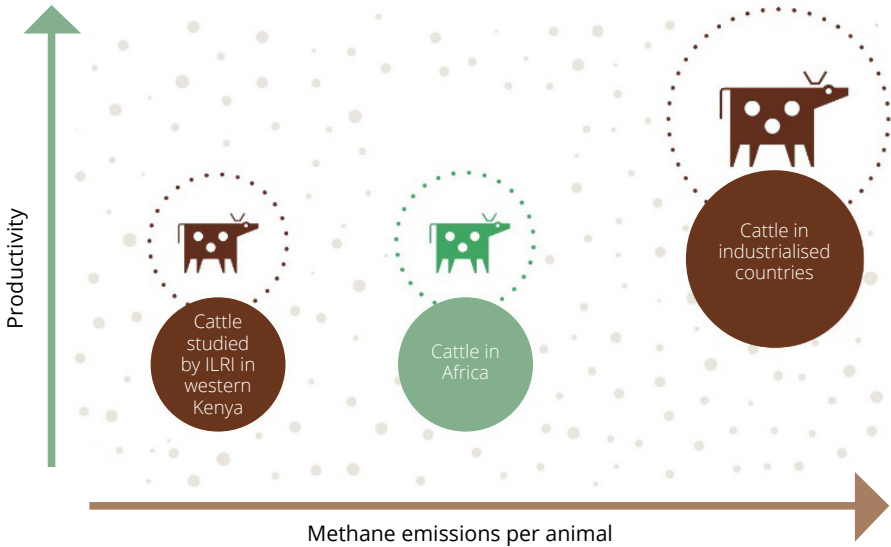 Productivity
Cattle
studied
by ILRI in
western
Kenya
Cattle in
Africa
Cattle in
industrialised
countries
Methane emissions per animal